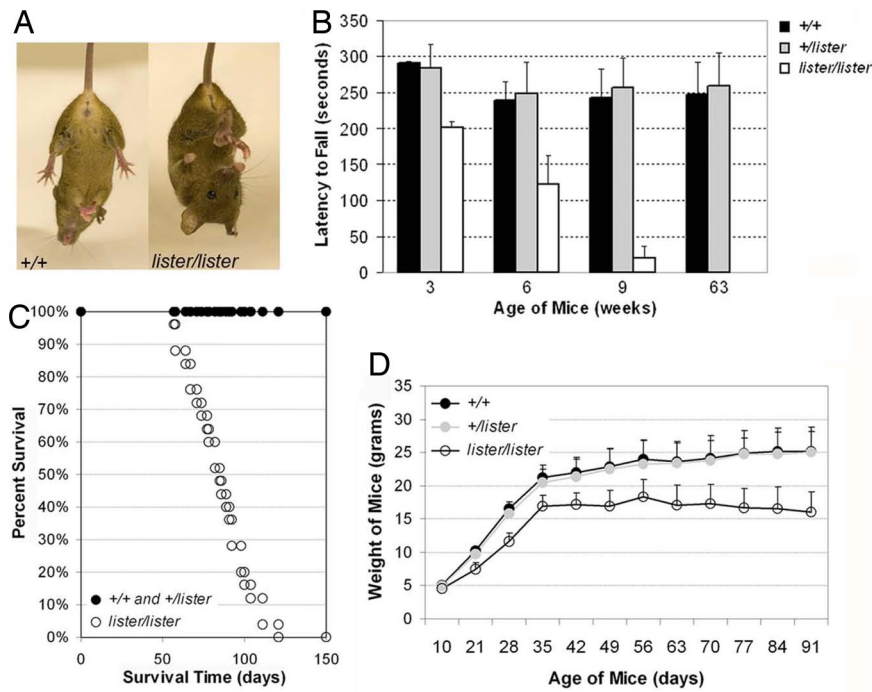 A
+/+
lister/lister
B
Latency to Fall (seconds)
350
300
250
200
150
100
50
0
3
6
9
63
Age of Mice (weeks)
+/+
+/lister
lister/lister
C
Percent Survival
100%
90%
80%
70%
60%
50%
40%
30%
20%
10%
0%
+/+ and +/lister
lister/lister
0
50
100
150
Survival Time (days)
D
Weight of Mice (grams)
35
30
25
20
15
10
5
0
+/+
+/lister
lister/lister
10 21 28 35 42 49 56 63 70 77 84 91
Age of Mice (days)